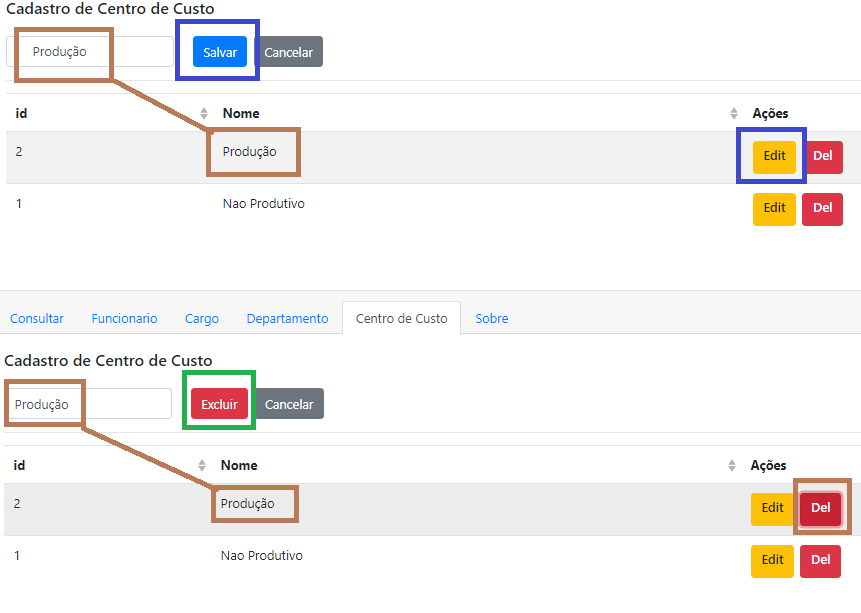 Cadastro de Centro de Custo
Produção Salvar Cancelar
id Nome Ações
2 Produção Edit Del
1 Nao Produtivo Edit Del
Consultar Funcionario Cargo Departamento Centro de Custo Sobre
Cadastro de Centro de Custo
Produção Excluir Cancelar
id Nome Ações
2 Produção Edit Del
1 Nao Produtivo Edit Del